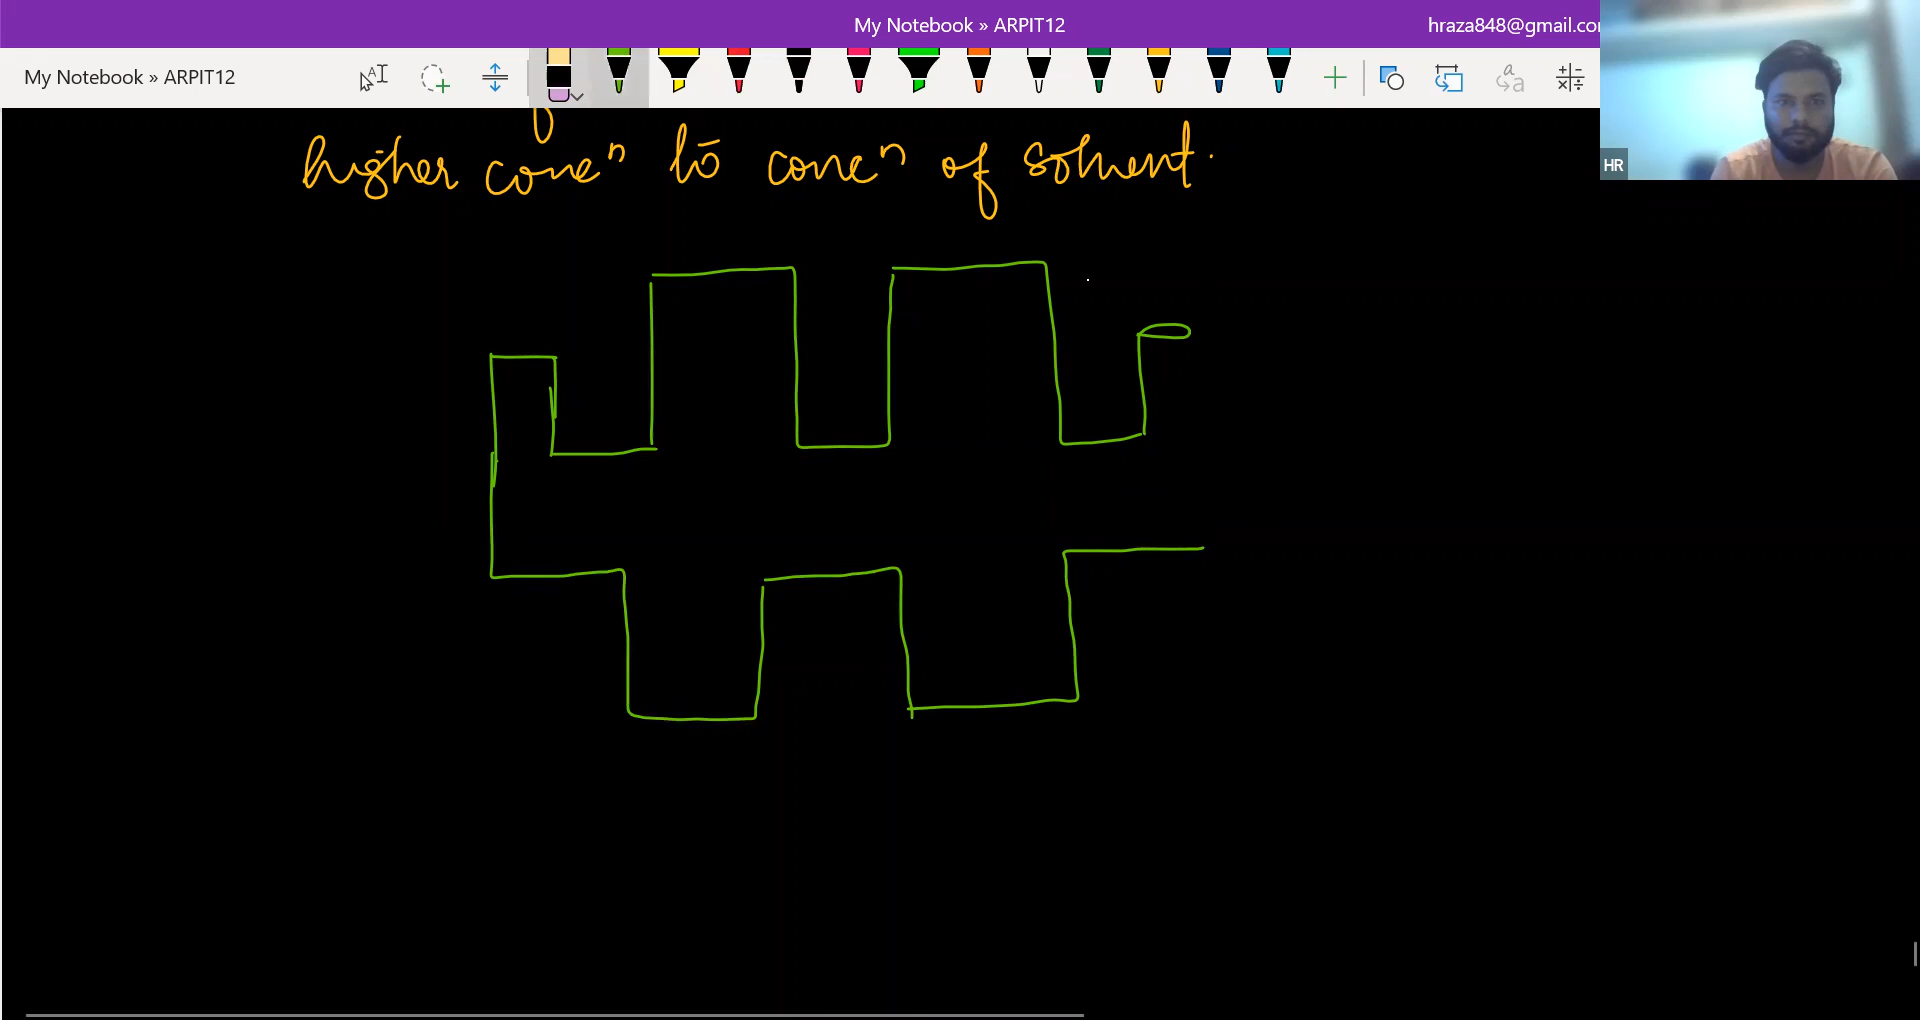 My Notebook » ARPIT12
hraza848@gmail.co
My Notebook » ARPIT12
higher concⁿ to concⁿ of solvent.
HR